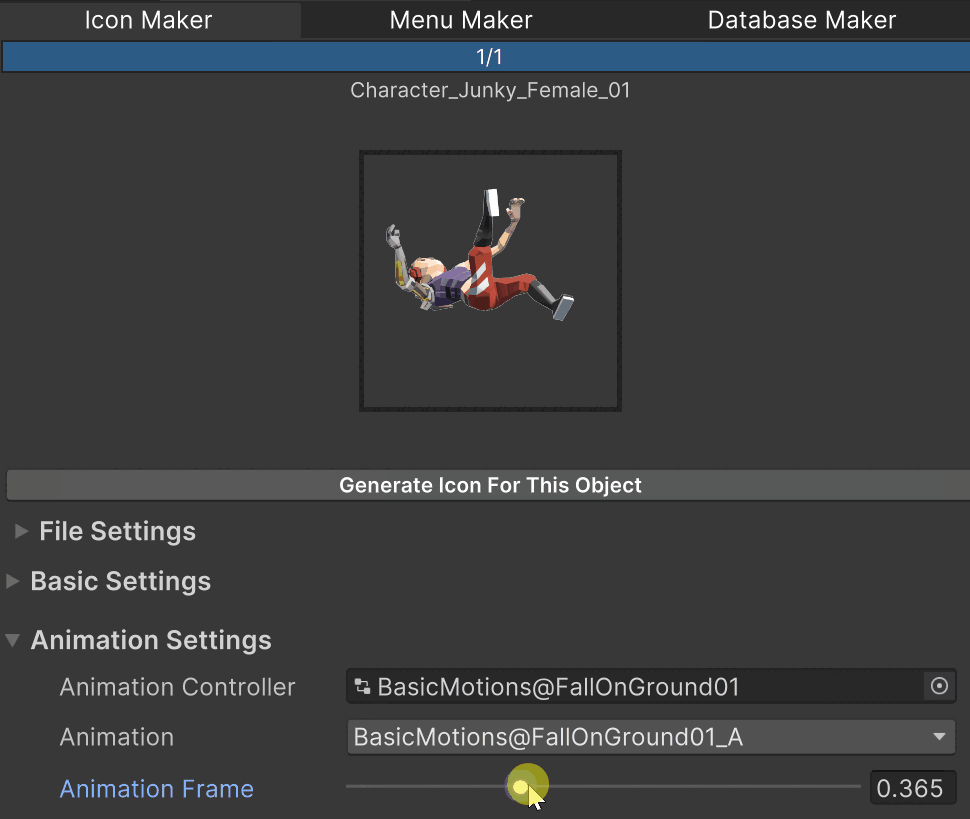 Icon Maker Menu Maker Database Maker
1/1
Character_Junky_Female_01
Generate Icon For This Object
File Settings
Basic Settings
Animation Settings
Animation Controller BasicMotions@FallOnGround01
Animation BasicMotions@FallOnGround01_A
Animation Frame 0.365